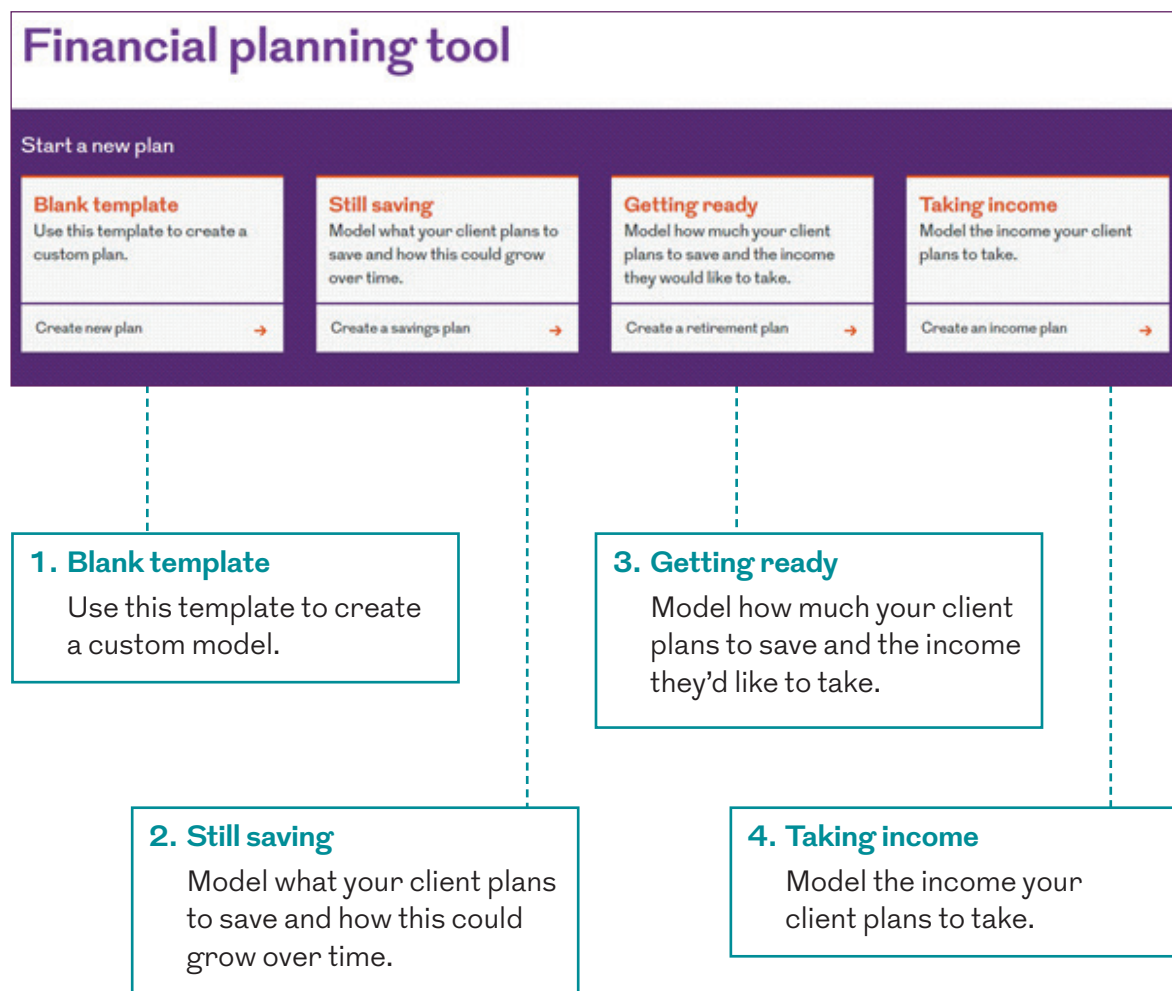 Financial planning tool
Start a new plan
Blank template
Use this template to create a
custom plan.
Create new plan
Still saving
Model what your client plans to
save and how this could grow
over time.
Create a savings plan
Getting ready
Model how much your client
plans to save and the income
they would like to take.
Create a retirement plan
Taking income
Model the income your client
plans to take.
Create an income plan
1. Blank template
Use this template to create
a custom model.
2. Still saving
Model what your client plans
to save and how this could
grow over time.
3. Getting ready
Model how much your client
plans to save and the income
they’d like to take.
4. Taking income
Model the income your
client plans to take.